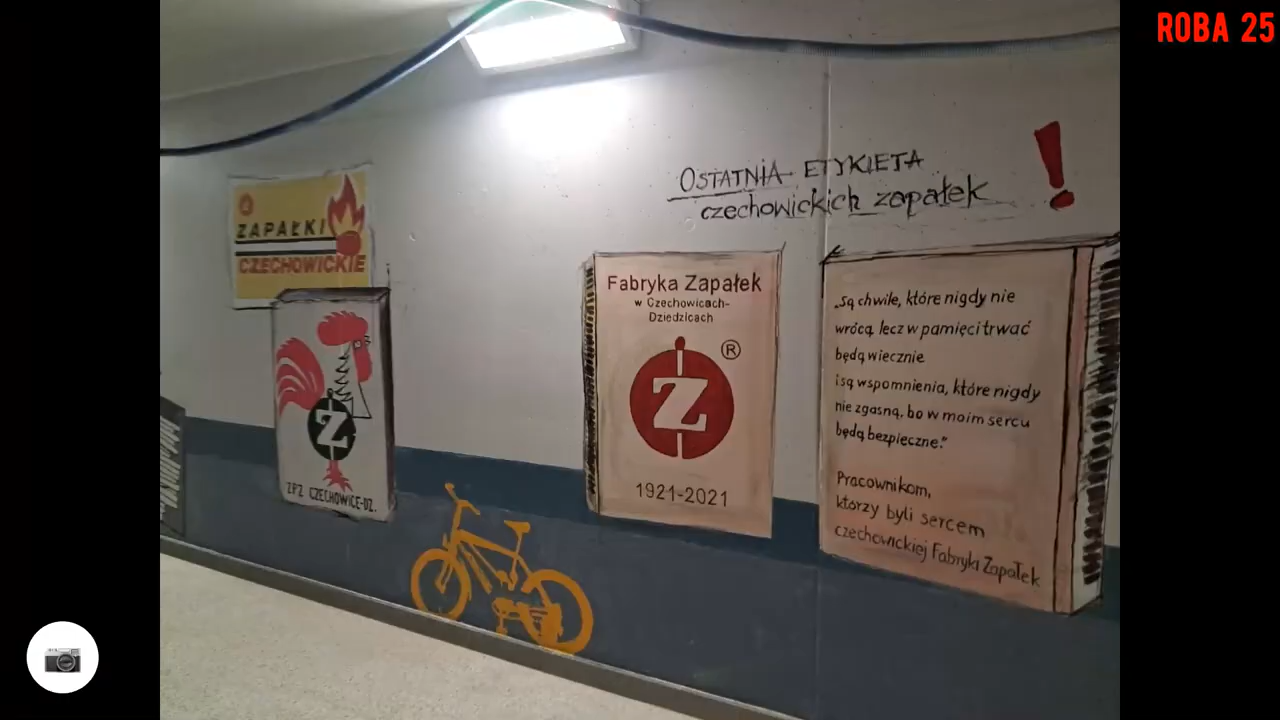 ROBA 25
OSTATNIA ETYKIETA
czechowickich zapałek !
ZAPAŁKI
CZECHOWICKIE
Z
ZPZ CZECHOWICE-DZ.
Fabryka Zapałek
w Czechowicach-
Dziedzicach
®
Z
1921-2021
„Są chwile, które nigdy nie
wrócą lecz w pamięci trwać
będą wiecznie
i są wspomnienia, które nigdy
nie zgasną, bo w moim sercu
będą bezpieczne."
Pracownikom,
którzy byli sercem
czechowickiej Fabryki Zapałek